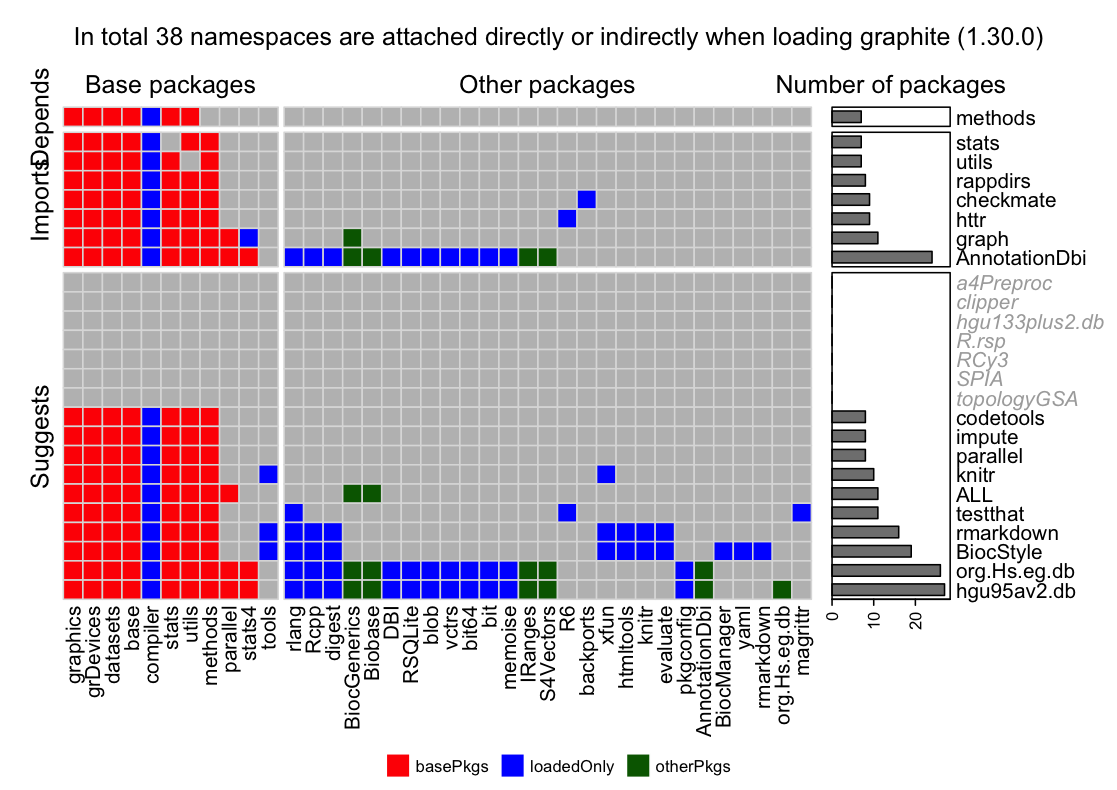 In total 38 namespaces are attached directly or indirectly when loading graphite (1.30.0)
Base packages
Other packages
Number of packages
Depends
Imports
Suggests
methods
stats
utils
rappdirs
checkmate
httr
graph
AnnotationDbi
a4Preproc
clipper
hgu133plus2.db
R.rsp
RCy3
SPIA
topologyGSA
codetools
impute
parallel
knitr
ALL
testthat
rmarkdown
BiocStyle
org.Hs.eg.db
hgu95av2.db
0
10
20
graphics
grDevices
datasets
base
compiler
stats
utils
methods
parallel
stats4
tools
rlang
Rcpp
digest
BiocGenerics
Biobase
DBI
RSQLite
blob
vctrs
bit64
bit
memoise
IRanges
S4Vectors
R6
backports
xfun
htmltools
knitr
evaluate
pkgconfig
AnnotationDbi
BiocManager
yaml
rmarkdown
org.Hs.eg.db
magrittr
basePkgs
loadedOnly
otherPkgs